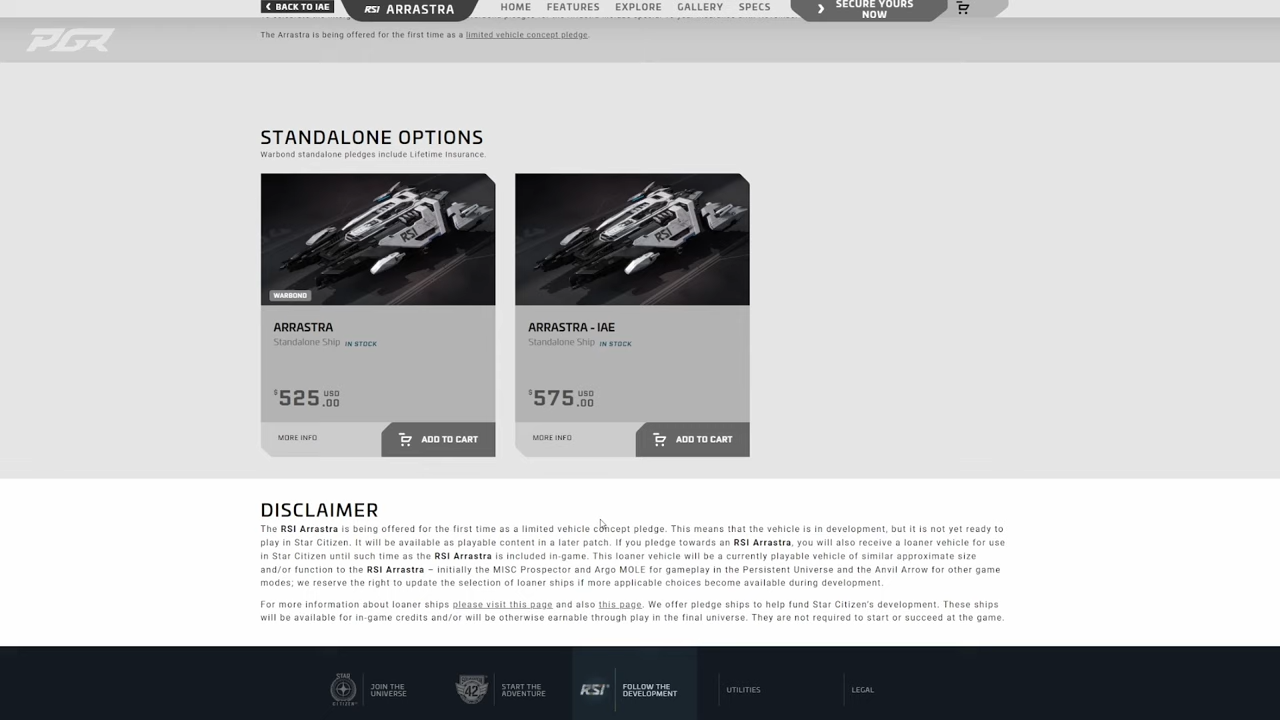 BACK TO IAE
RSI ARRASTRA
HOME FEATURES EXPLORE GALLERY SPECS
SECURE YOURS
NOW
PGR
The Arrastra is being offered for the first time as a limited vehicle concept pledge.
STANDALONE OPTIONS
Warbond standalone pledges include Lifetime Insurance.
RSI
WARBOND
ARRASTRA
Standalone Ship IN STOCK
$525 USD .00
MORE INFO
ADD TO CART
RSI
ARRASTRA - IAE
Standalone Ship IN STOCK
$575 USD .00
MORE INFO
ADD TO CART
DISCLAIMER
The RSI Arrastra is being offered for the first time as a limited vehicle concept pledge. This means that the vehicle is in development, but it is not yet ready to
play in Star Citizen. It will be available as playable content in a later patch. If you pledge towards an RSI Arrastra, you will also receive a loaner vehicle for use
in Star Citizen until such time as the RSI Arrastra is included in-game. This loaner vehicle will be a currently playable vehicle of similar approximate size
and/or function to the RSI Arrastra – initially the MISC Prospector and Argo MOLE for gameplay in the Persistent Universe and the Anvil Arrow for other game
modes; we reserve the right to update the selection of loaner ships if more applicable choices become available during development.
For more information about loaner ships please visit this page and also this page. We offer pledge ships to help fund Star Citizen's development. These ships
will be available for in-game credits and/or will be otherwise earnable through play in the final universe. They are not required to start or succeed at the game.
STAR
CITIZEN
JOIN THE
UNIVERSE
42
START THE
ADVENTURE
RSI
FOLLOW THE
DEVELOPMENT
UTILITIES
LEGAL